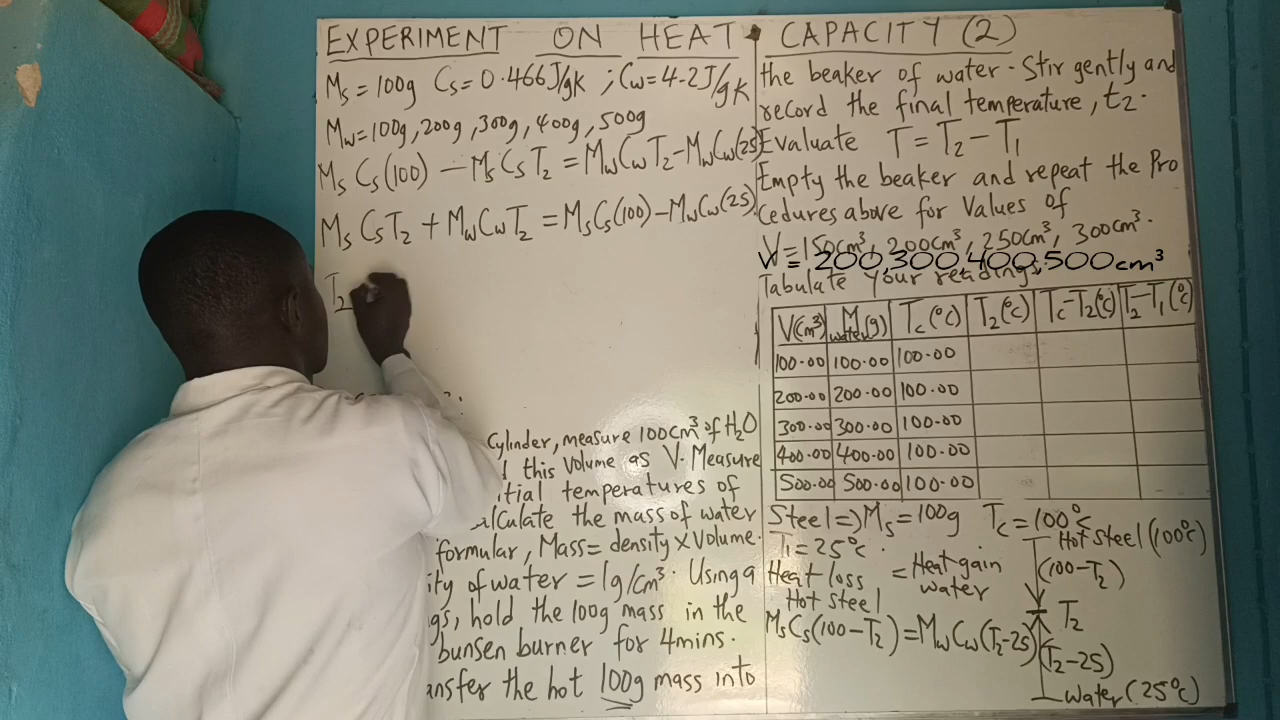 EXPERIMENT ON HEAT CAPACITY (2)
Ms = 100g Cs = 0.466J/gk ; Cw = 4-2J/gk
Mw = 100g, 200g, 300g, 400g, 500g
MsCs(100) - MsCsT2 = MwCwT2 - MwCw(25)
MsCsT2 + MwCwT2 = MsCs(100) - MwCw(25)
T2
Cylinder, measure 100cm³ of H2O
this Volume as V. Measure
tial temperatures of
alculate the mass of water
formular, Mass = density x Volume.
ity of water = 1g/cm³. Using a
gs, hold the 100g mass in the
bunsen burner for 4mins.
ansfer the hot 100g mass into
the beaker of water. Stir gently and
record the final temperature, t2.
Evaluate T = T2 - T1
Empty the beaker and repeat the Pro
cedures above for Values of
V = 150cm³, 200cm³, 250cm³, 300cm³.
V = 200,300,400,500cm³
Tabulate your readings.
V(cm³) Mwater(g) Tc(°c) T2(°c) Tc-T2(°c) T2-T1(°c)
100.00 100.00 100.00
200.00 200.00 100.00
300.00 300.00 100.00
400.00 400.00 100.00
500.00 500.00 100.00
Steel => Ms = 100g Tc = 100°c
T1 = 25°c.
Heat loss Hot Steel = Heat gain water
MsCs(100-T2) = MwCw(T2-25)
Hot Steel (100°c)
(100-T2)
T2
(T2-25)
water (25°c)